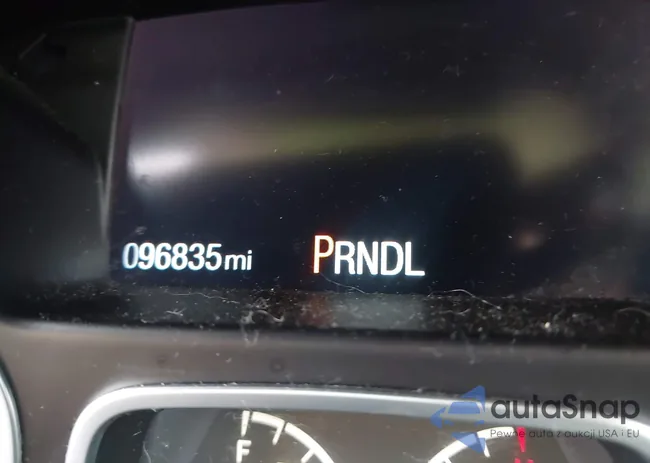 096835mi PRNDL
autaSnap
Pewne auta z aukcji USA i EU
F